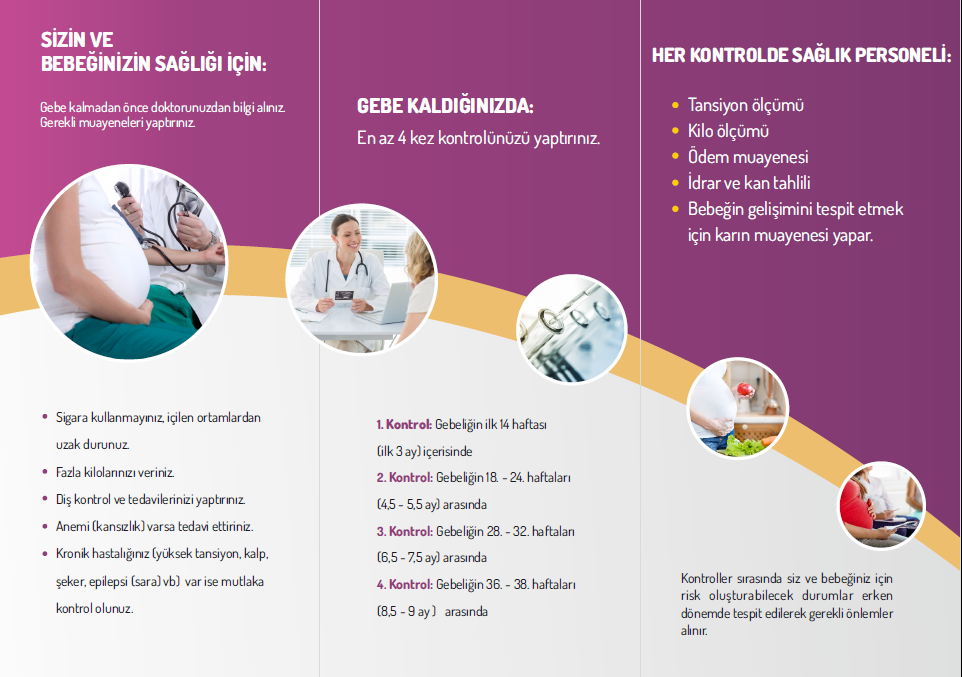 SİZİN VE
BEBEĞİNİZİN SAĞLIĞI İÇİN:
Gebe kalmadan önce doktorunuzdan bilgi alınız.
Gerekli muayeneleri yaptırınız.
• Sigara kullanmayınız, içilen ortamlardan
uzak durunuz.
• Fazla kilolarınızı veriniz.
• Diş kontrol ve tedavilerinizi yaptırınız.
• Anemi (kansızlık) varsa tedavi ettiriniz.
• Kronik hastalığınız (yüksek tansiyon, kalp,
şeker, epilepsi (sara) vb) var ise mutlaka
kontrol olunuz.
GEBE KALDIĞINIZDA:
En az 4 kez kontrolünüzü yaptırınız.
1. Kontrol: Gebeliğin ilk 14 haftası
(ilk 3 ay) içerisinde
2. Kontrol: Gebeliğin 18. - 24. haftaları
(4,5 - 5,5 ay) arasında
3. Kontrol: Gebeliğin 28. - 32. haftaları
(6,5 - 7,5 ay) arasında
4. Kontrol: Gebeliğin 36. - 38. haftaları
(8,5 - 9 ay ) arasında
HER KONTROLDE SAĞLIK PERSONELİ:
• Tansiyon ölçümü
• Kilo ölçümü
• Ödem muayenesi
• İdrar ve kan tahlili
• Bebeğin gelişimini tespit etmek
için karın muayenesi yapar.
Kontroller sırasında siz ve bebeğiniz için
risk oluşturabilecek durumlar erken
dönemde tespit edilerek gerekli önlemler
alınır.